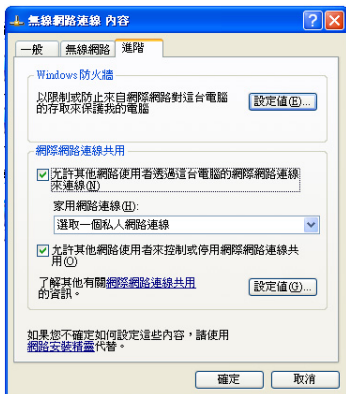 無線網路連線 內容
一般 無線網路 進階
Windows 防火牆
以限制或防止來自網際網路對這台電腦
的存取來保護我的電腦
設定值(E)...
網際網路連線共用
允許其他網路使用者透過這台電腦的網際網路連線
來連線(N)
家用網路連線(H):
選取一個私人網路連線
允許其他網路使用者來控制或停用網際網路連線共
用(O)
了解其他有關網際網路連線共用
的資訊。
設定值(G)...
如果您不確定如何設定這些內容，請使用
網路安裝精靈代替。
確定 取消